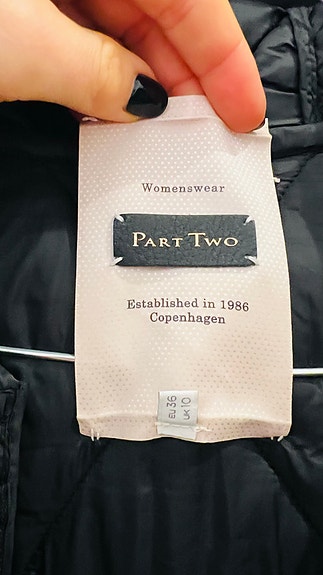 Womenswear
PART TWO
Established in 1986
Copenhagen
EU 36
UK 10